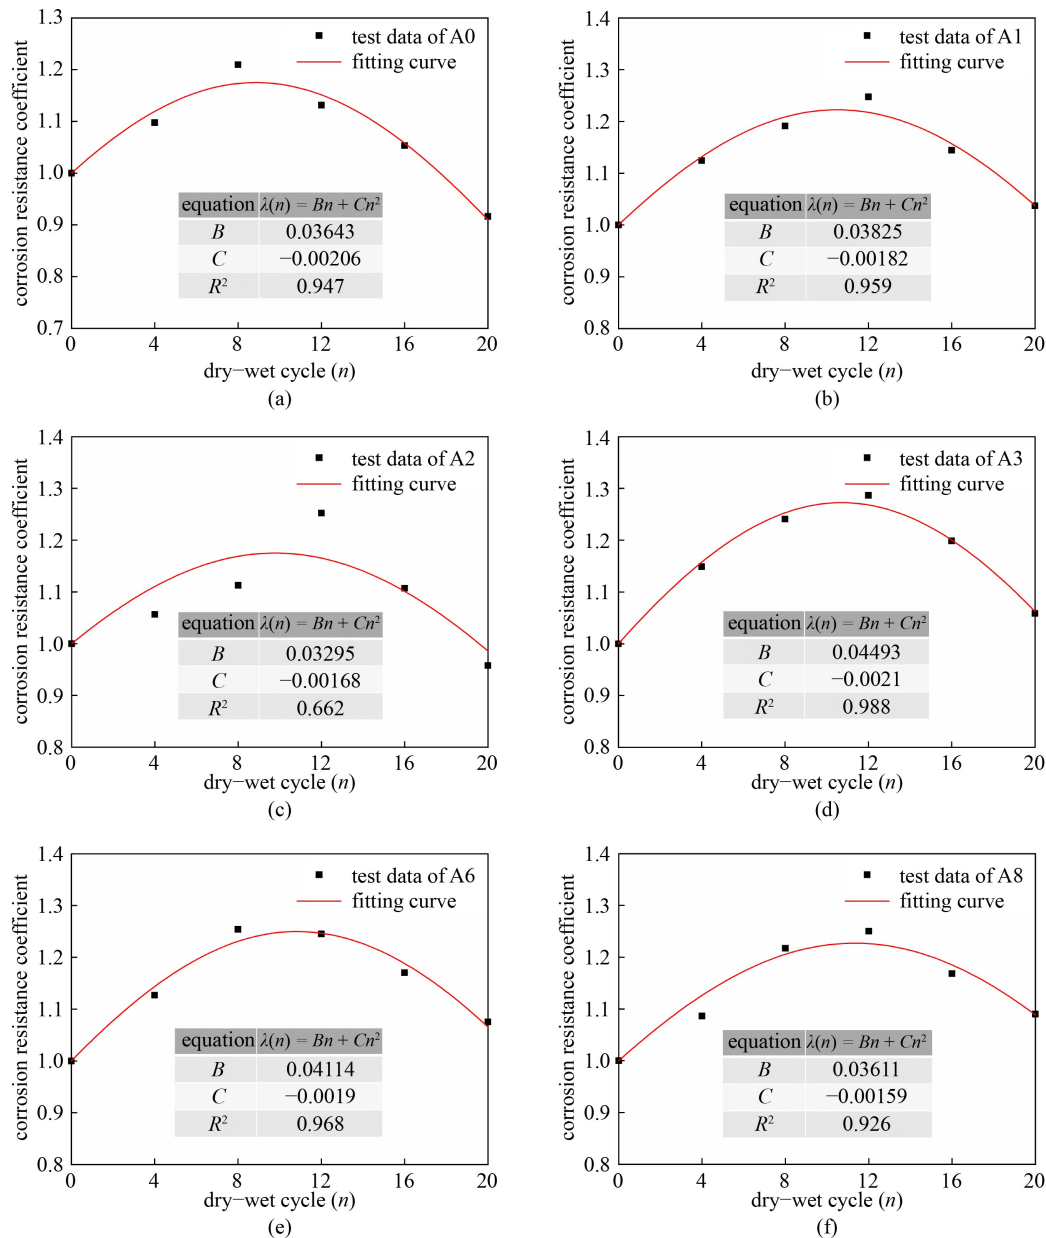 1.3
1.2
1.1
1.0
0.9
0.8
0.7
corrosion resistance coefficient
test data of A0
fitting curve
equation λ(n) = Bn + Cn²
B 0.03643
C −0.00206
R² 0.947
0 4 8 12 16 20
dry−wet cycle (n)
(a)
1.4
1.3
1.2
1.1
1.0
0.9
0.8
corrosion resistance coefficient
test data of A1
fitting curve
equation λ(n) = Bn + Cn²
B 0.03825
C −0.00182
R² 0.959
0 4 8 12 16 20
dry−wet cycle (n)
(b)
1.4
1.3
1.2
1.1
1.0
0.9
0.8
corrosion resistance coefficient
test data of A2
fitting curve
equation λ(n) = Bn + Cn²
B 0.03295
C −0.00168
R² 0.662
0 4 8 12 16 20
dry−wet cycle (n)
(c)
1.4
1.3
1.2
1.1
1.0
0.9
0.8
corrosion resistance coefficient
test data of A3
fitting curve
equation λ(n) = Bn + Cn²
B 0.04493
C −0.0021
R² 0.988
0 4 8 12 16 20
dry−wet cycle (n)
(d)
1.4
1.3
1.2
1.1
1.0
0.9
0.8
corrosion resistance coefficient
test data of A6
fitting curve
equation λ(n) = Bn + Cn²
B 0.04114
C −0.0019
R² 0.968
0 4 8 12 16 20
dry−wet cycle (n)
(e)
1.4
1.3
1.2
1.1
1.0
0.9
0.8
corrosion resistance coefficient
test data of A8
fitting curve
equation λ(n) = Bn + Cn²
B 0.03611
C −0.00159
R² 0.926
0 4 8 12 16 20
dry−wet cycle (n)
(f)